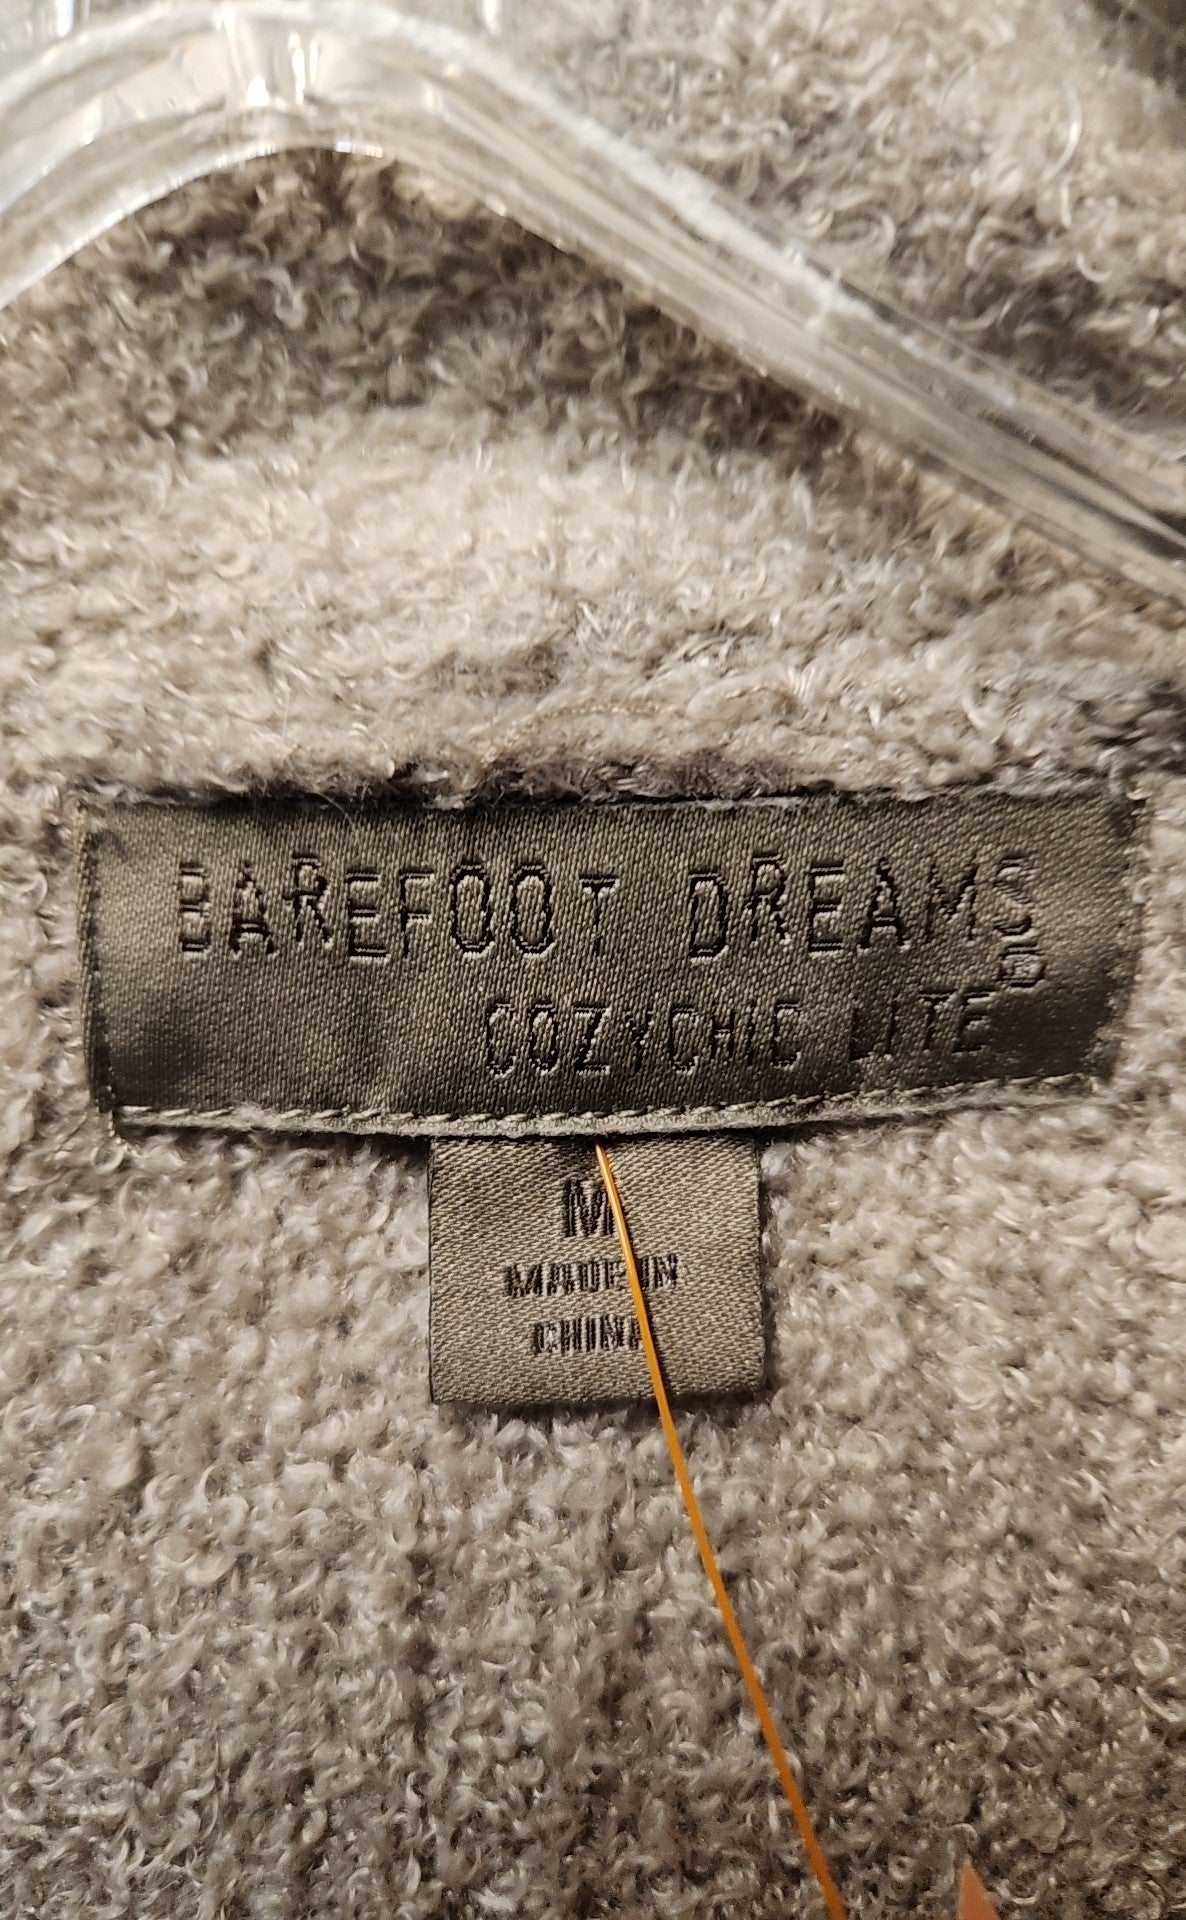 BAREFOOT DREAMS®
COZYCHIC LITE
M
MADE IN
CHINA